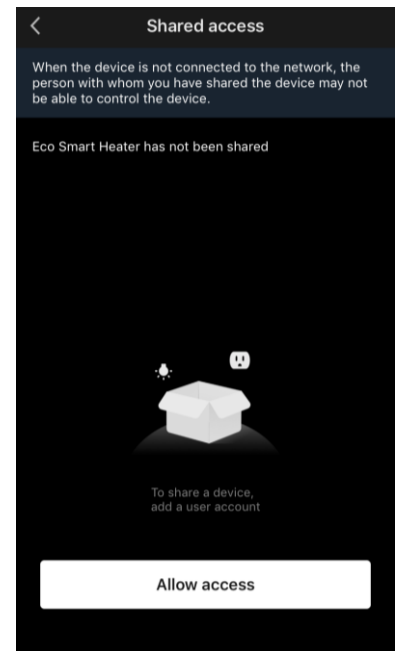 Shared access
When the device is not connected to the network, the
person with whom you have shared the device may not
be able to control the device.
Eco Smart Heater has not been shared
To share a device,
add a user account
Allow access